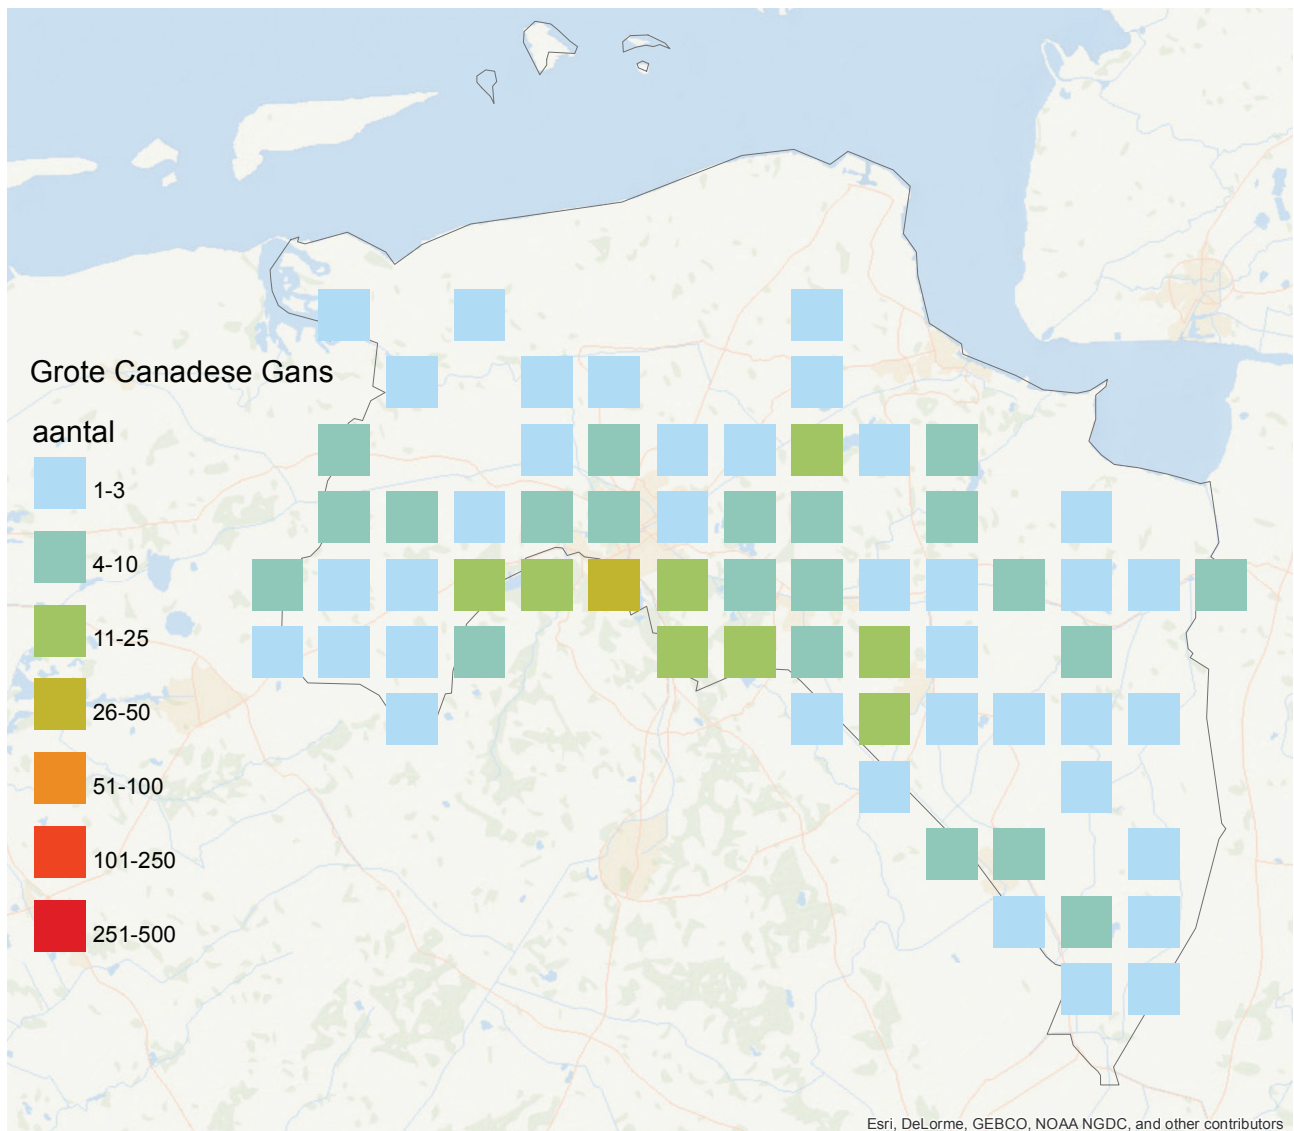 Grote Canadese Gans
aantal
1-3
4-10
11-25
26-50
51-100
101-250
251-500
Esri, DeLorme, GEBCO, NOAA NGDC, and other contributors